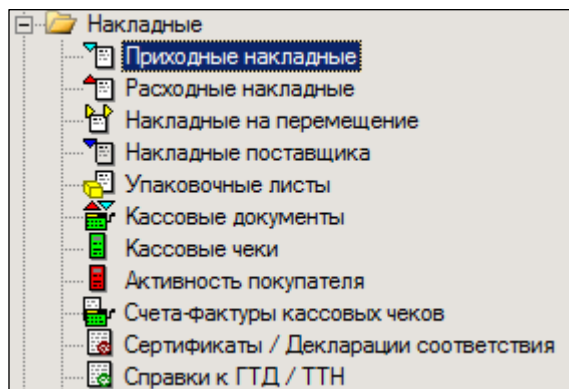 Накладные
Приходные накладные
Расходные накладные
Накладные на перемещение
Накладные поставщика
Упаковочные листы
Кассовые документы
Кассовые чеки
Активность покупателя
Счета-фактуры кассовых чеков
Сертификаты / Декларации соответствия
Справки к ГТД / ТТН